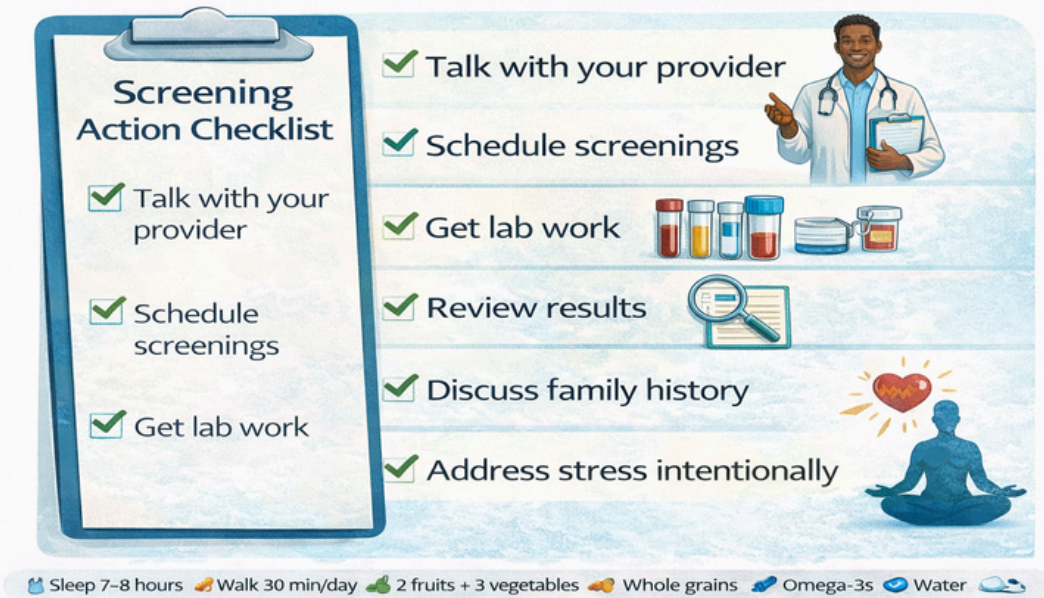 Screening
Action Checklist
Talk with your
provider
Schedule
screenings
Get lab work
Talk with your provider
Schedule screenings
Get lab work
Review results
Discuss family history
Address stress intentionally
Sleep 7–8 hours Walk 30 min/day 2 fruits + 3 vegetables Whole grains Omega-3s Water